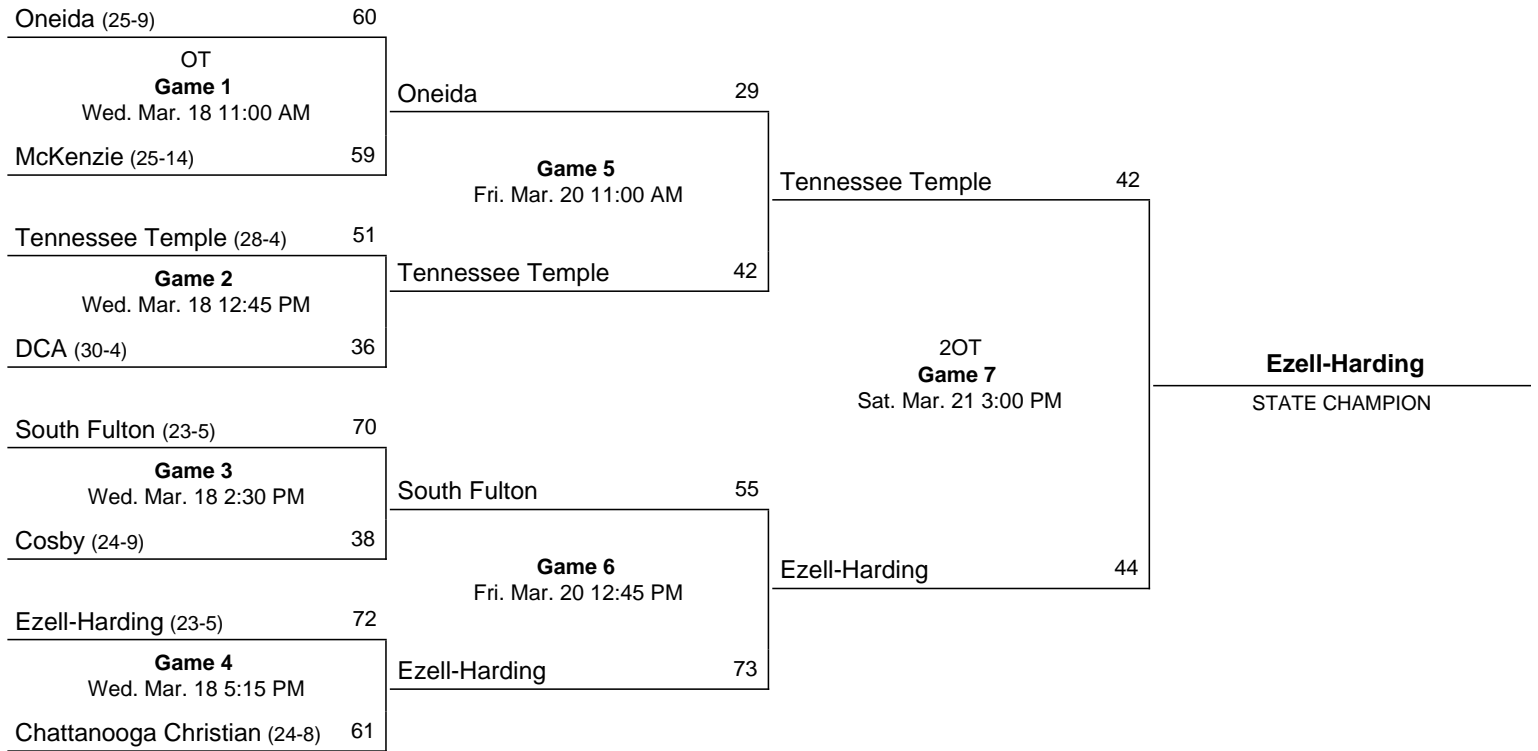 Oneida (25-9) 60
OT
Game 1
Wed. Mar. 18 11:00 AM
McKenzie (25-14) 59
Tennessee Temple (28-4) 51
Game 2
Wed. Mar. 18 12:45 PM
DCA (30-4) 36
South Fulton (23-5) 70
Game 3
Wed. Mar. 18 2:30 PM
Cosby (24-9) 38
Ezell-Harding (23-5) 72
Game 4
Wed. Mar. 18 5:15 PM
Chattanooga Christian (24-8) 61
Oneida 29
Game 5
Fri. Mar. 20 11:00 AM
Tennessee Temple 42
South Fulton 55
Game 6
Fri. Mar. 20 12:45 PM
Ezell-Harding 73
Tennessee Temple 42
2OT
Game 7
Sat. Mar. 21 3:00 PM
Ezell-Harding 44
Ezell-Harding
STATE CHAMPION